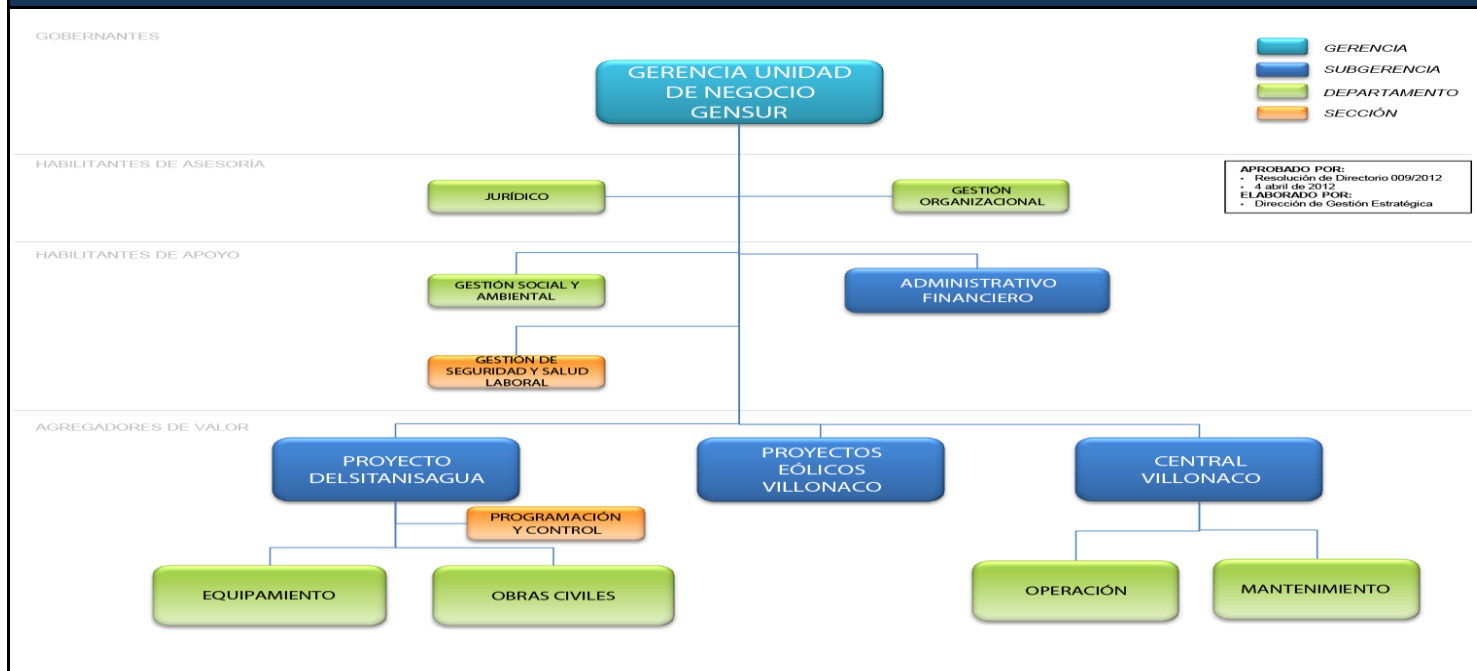 GOBERNANTES
GERENCIA UNIDAD
DE NEGOCIO
GENSUR
GERENCIA
SUBGERENCIA
DEPARTAMENTO
SECCIÓN
HABILITANTES DE ASESORÍA
JURÍDICO
GESTIÓN
ORGANIZACIONAL
APROBADO POR:
- Resolución de Directorio 009/2012
- 4 abril de 2012
ELABORADO POR:
- Dirección de Gestión Estratégica
HABILITANTES DE APOYO
GESTIÓN SOCIAL Y
AMBIENTAL
ADMINISTRATIVO
FINANCIERO
GESTIÓN DE
SEGURIDAD Y SALUD
LABORAL
AGREGADORES DE VALOR
PROYECTO
DELSITANISAGUA
PROYECTOS
EÓLICOS
VILLONACO
CENTRAL
VILLONACO
PROGRAMACIÓN
Y CONTROL
EQUIPAMIENTO
OBRAS CIVILES
OPERACIÓN
MANTENIMIENTO